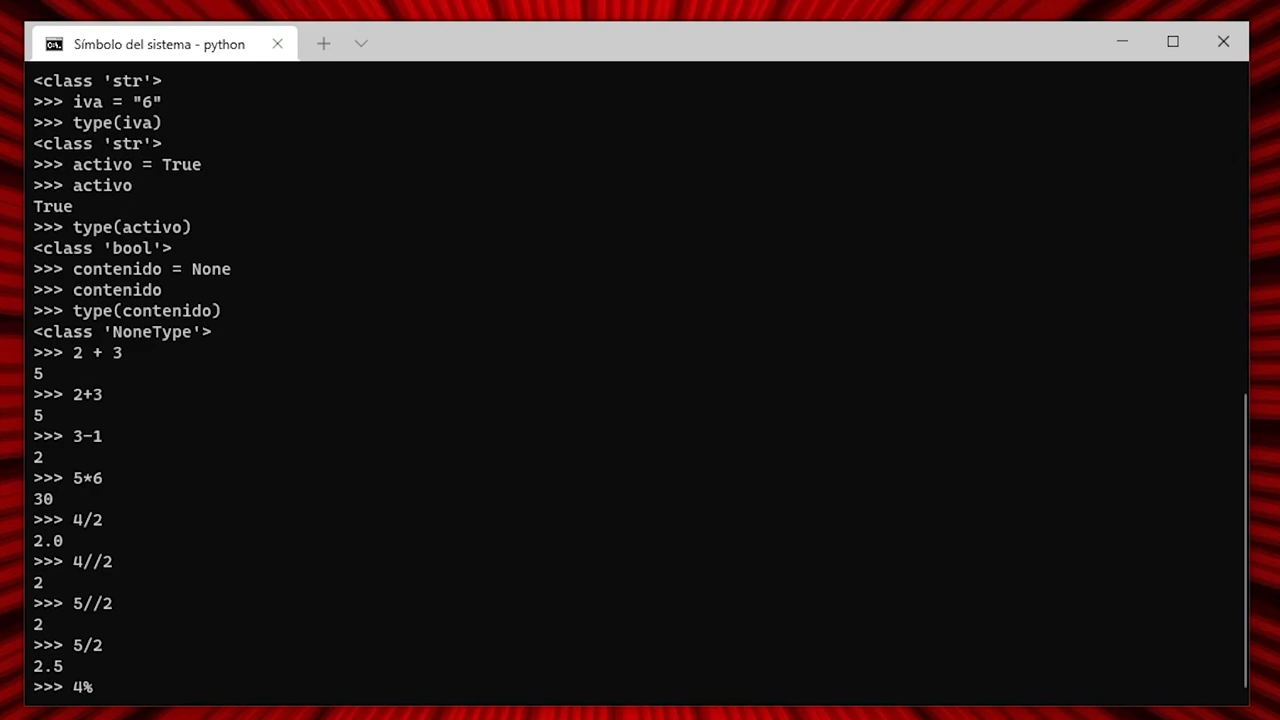 Símbolo del sistema - python
<class 'str'>
>>> iva = "6"
>>> type(iva)
<class 'str'>
>>> activo = True
>>> activo
True
>>> type(activo)
<class 'bool'>
>>> contenido = None
>>> contenido
>>> type(contenido)
<class 'NoneType'>
>>> 2 + 3
5
>>> 2+3
5
>>> 3-1
2
>>> 5*6
30
>>> 4/2
2.0
>>> 4//2
2
>>> 5//2
2
>>> 5/2
2.5
>>> 4%